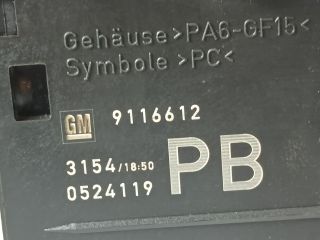 Gehäuse >PA6-GF15<
Symbole >PC<
GM 9116612
3154/18:50 PB
0524119